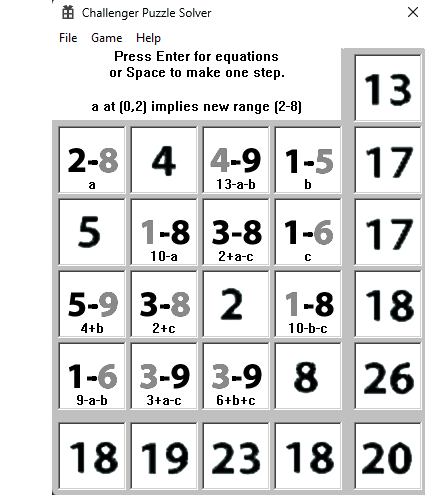 Challenger Puzzle Solver
File Game Help
Press Enter for equations
or Space to make one step.
a at (0,2) implies new range (2-8)
13
2-8 4 4-9 1-5 17
a 13-a-b b
5 1-8 3-8 1-6 17
10-a 2+a-c c
5-9 3-8 2 1-8 18
4+b 2+c 10-b-c
1-6 3-9 3-9 8 26
9-a-b 3+a-c 6+b+c
18 19 23 18 20